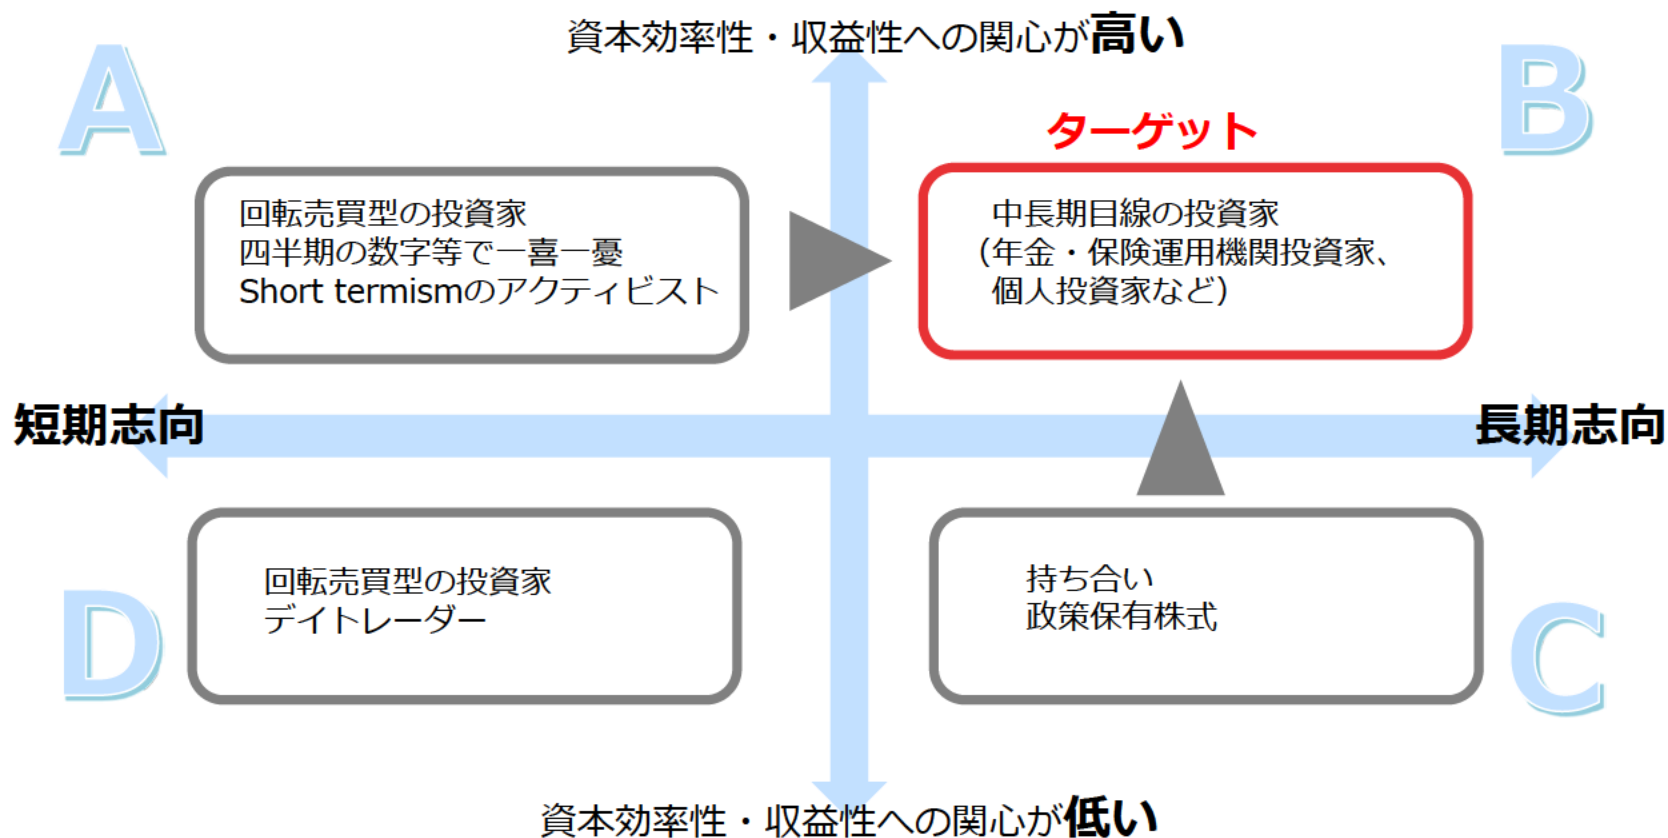 資本効率性・収益性への関心が高い
A
B
ターゲット
回転売買型の投資家
四半期の数字等で一喜一憂
Short termismのアクティビスト
中長期目線の投資家
(年金・保険運用機関投資家、
個人投資家など)
短期志向
長期志向
回転売買型の投資家
デイトレーダー
持ち合い
政策保有株式
D
C
資本効率性・収益性への関心が低い